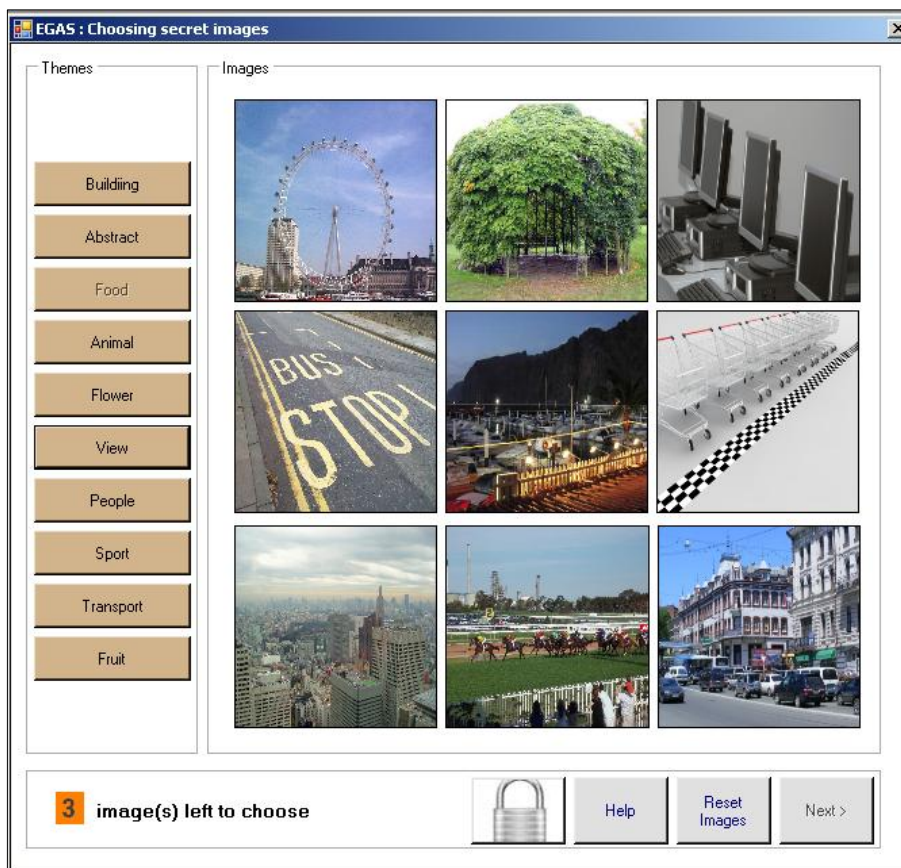 EGAS : Choosing secret images
Themes
Images
Buildiing
Abstract
Food
Animal
Flower
View
People
Sport
Transport
Fruit
BUS
STOP
3 image(s) left to choose
Help
Reset
Images
Next >